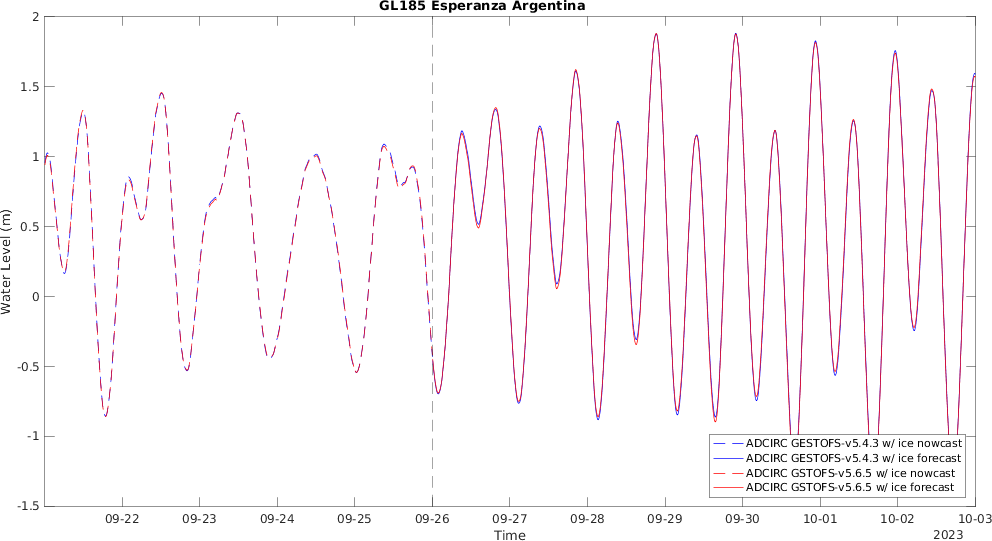 GL185 Esperanza Argentina
Water Level (m)
2
1.5
1
0.5
0
-0.5
-1
-1.5
ADCIRC GESTOFS-v5.4.3 w/ ice nowcast
ADCIRC GESTOFS-v5.4.3 w/ ice forecast
ADCIRC GSTOFS-v5.6.5 w/ ice nowcast
ADCIRC GSTOFS-v5.6.5 w/ ice forecast
09-22 09-23 09-24 09-25 09-26 09-27 09-28 09-29 09-30 10-01 10-02 10-03
Time
2023